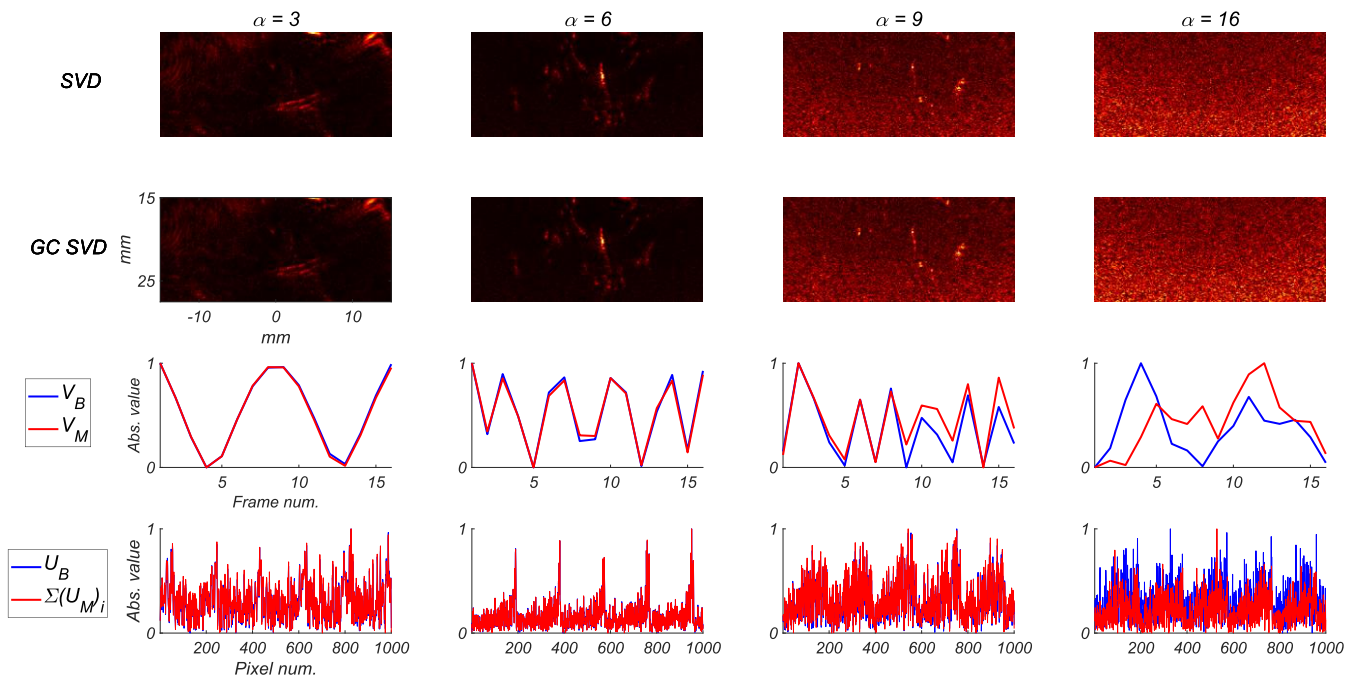 α = 3 α = 6 α = 9 α = 16
SVD
GC SVD
15
25
mm
-10 0 10
mm
V_B
V_M
Abs. value
1 1 1 1
0 0 0 0
5 10 15 5 10 15 5 10 15 5 10 15
Frame num.
U_B
Σ(U_M)_i
Abs. value
1 1 1 1
0 0 0 0
200 400 600 800 1000 200 400 600 800 1000 200 400 600 800 1000 200 400 600 800 1000
Pixel num.